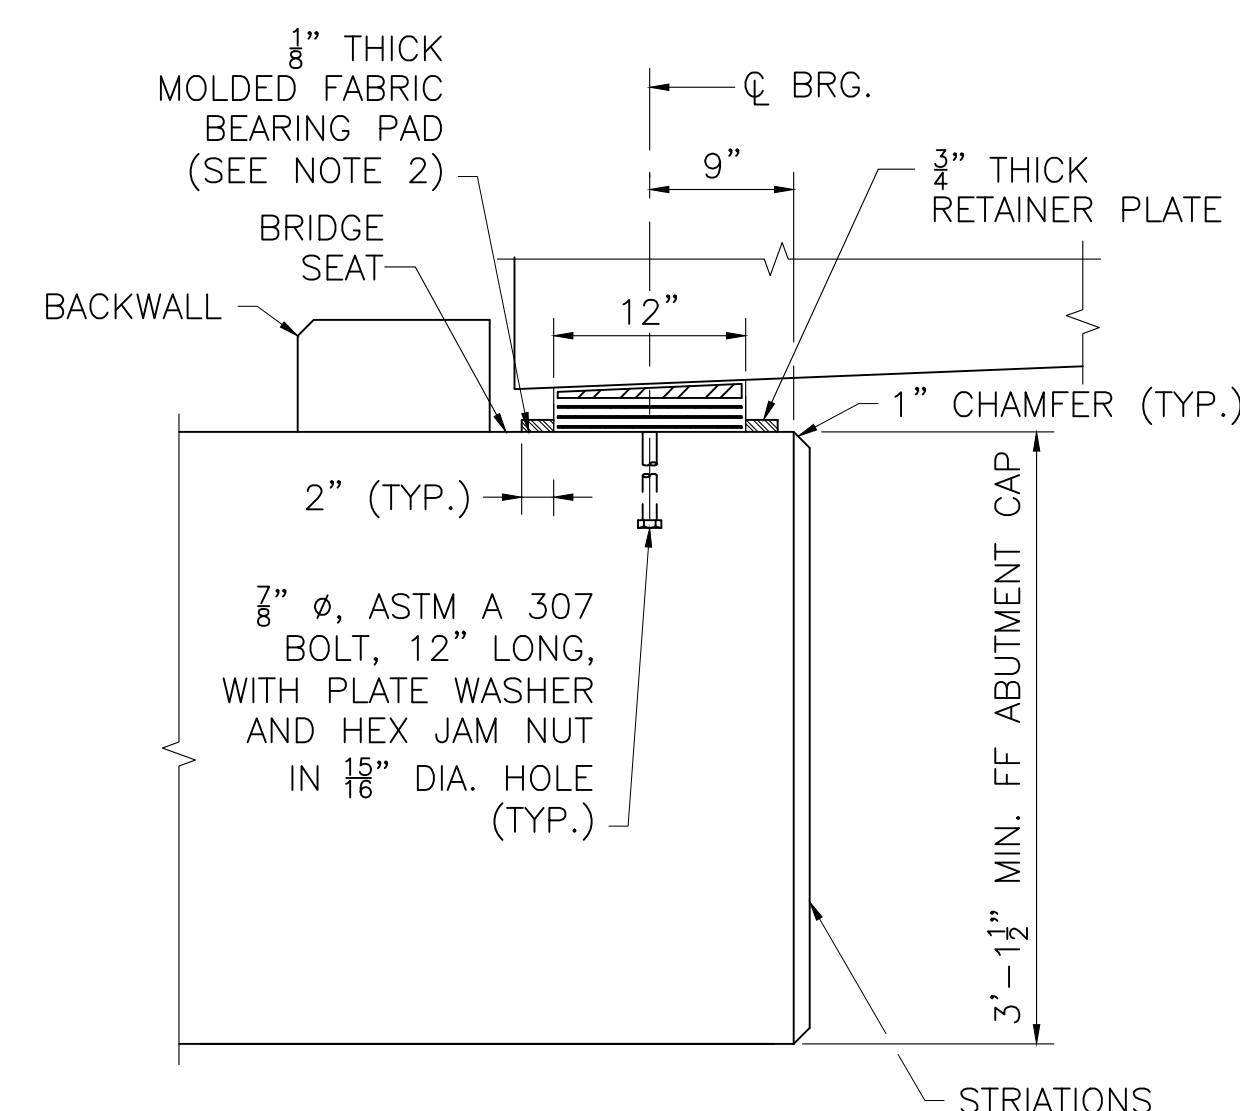 1/8” THICK
MOLDED FABRIC
BEARING PAD
(SEE NOTE 2)
℄ BRG.
9”
3/4” THICK
RETAINER PLATE
BRIDGE
SEAT
BACKWALL
12”
1” CHAMFER (TYP.)
2” (TYP.)
7/8” ø, ASTM A 307
BOLT, 12” LONG,
WITH PLATE WASHER
AND HEX JAM NUT
IN 15/16” DIA. HOLE
(TYP.)
3’–1 1/2” MIN. FF ABUTMENT CAP
STRIATIONS